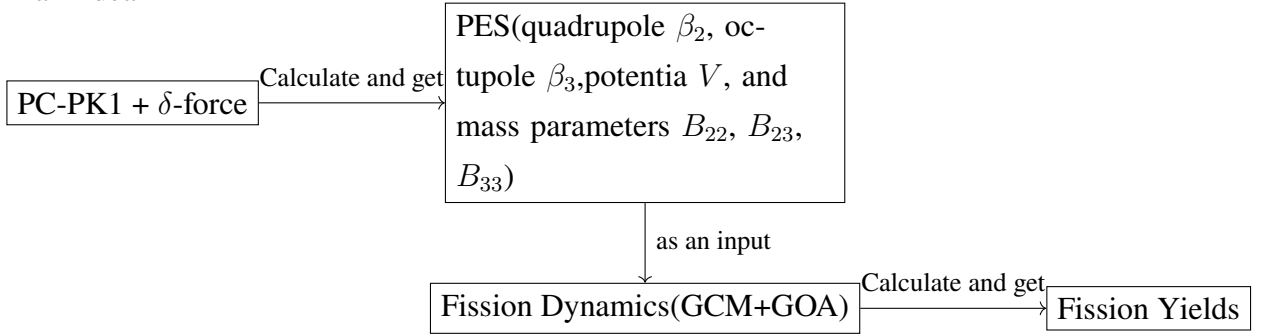 PES(quadrupole β₂, oc-
tupole β₃,potentia V, and
mass parameters B₂₂, B₂₃,
B₃₃)
Calculate and get
PC-PK1 + δ-force
as an input
Calculate and get
Fission Dynamics(GCM+GOA)
Fission Yields